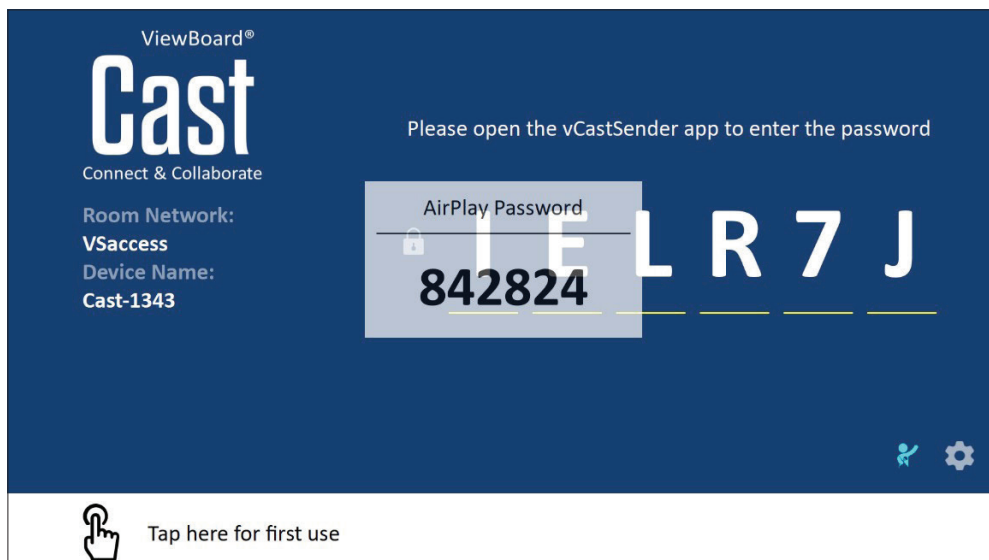 ViewBoard®
Cast
Connect & Collaborate
Room Network:
VSaccess
Device Name:
Cast-1343
Please open the vCastSender app to enter the password
AirPlay Password
842824
I E L R 7 J
Tap here for first use